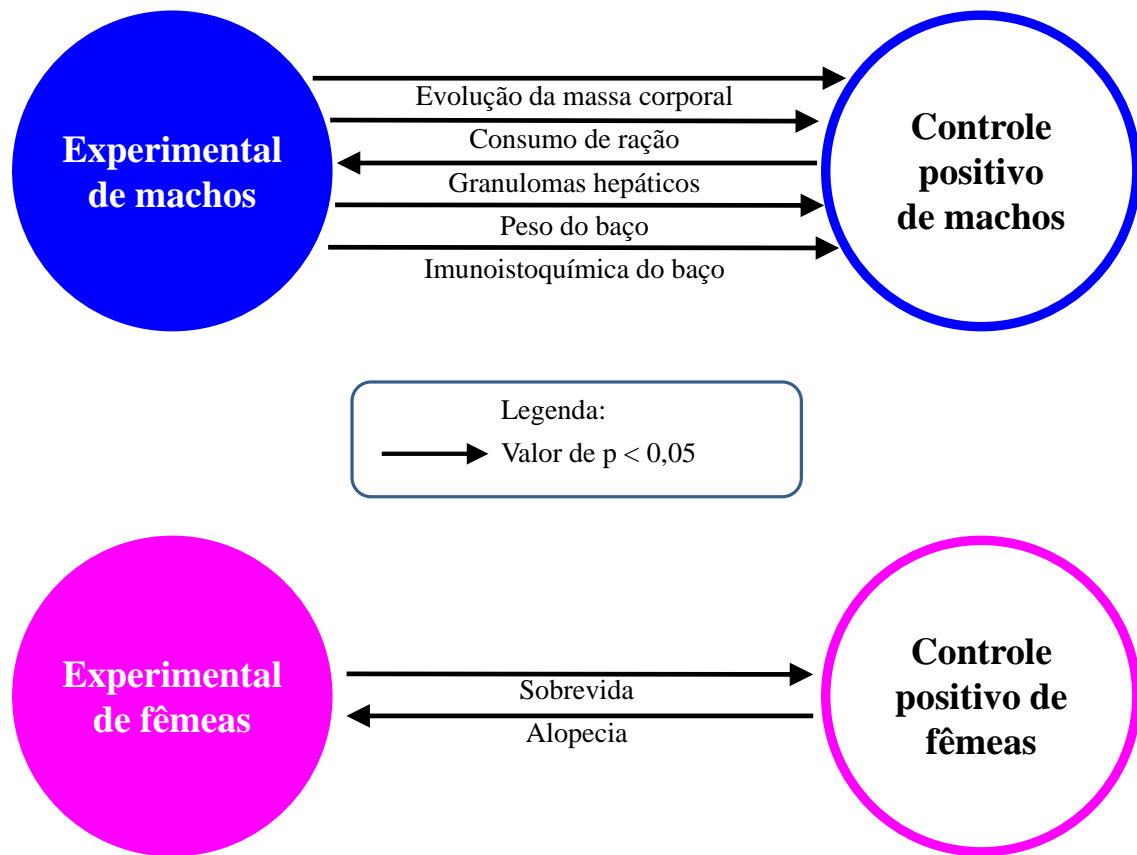 Experimental
de machos
Evolução da massa corporal
Consumo de ração
Granulomas hepáticos
Peso do baço
Imunoistoquímica do baço
Controle
positivo
de machos
Legenda:
Valor de p < 0,05
Experimental
de fêmeas
Sobrevida
Alopecia
Controle
positivo de
fêmeas